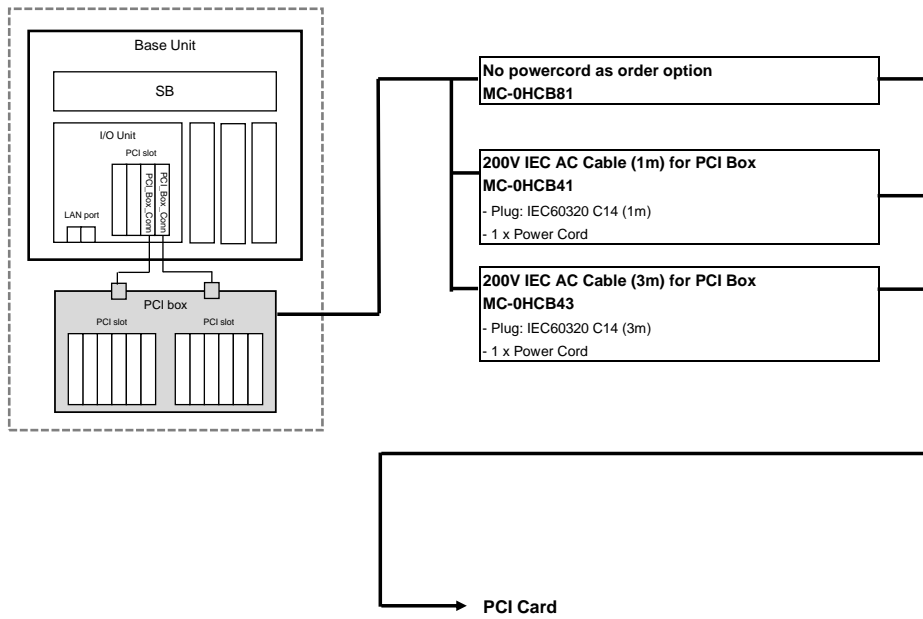 Base Unit
SB
I/O Unit
PCI slot
PCI_Box_Conn
PCI_Box_Conn
LAN port
PCI box
PCI slot
PCI slot
No powercord as order option
MC-0HCB81
200V IEC AC Cable (1m) for PCI Box
MC-0HCB41
- Plug: IEC60320 C14 (1m)
- 1 x Power Cord
200V IEC AC Cable (3m) for PCI Box
MC-0HCB43
- Plug: IEC60320 C14 (3m)
- 1 x Power Cord
PCI Card